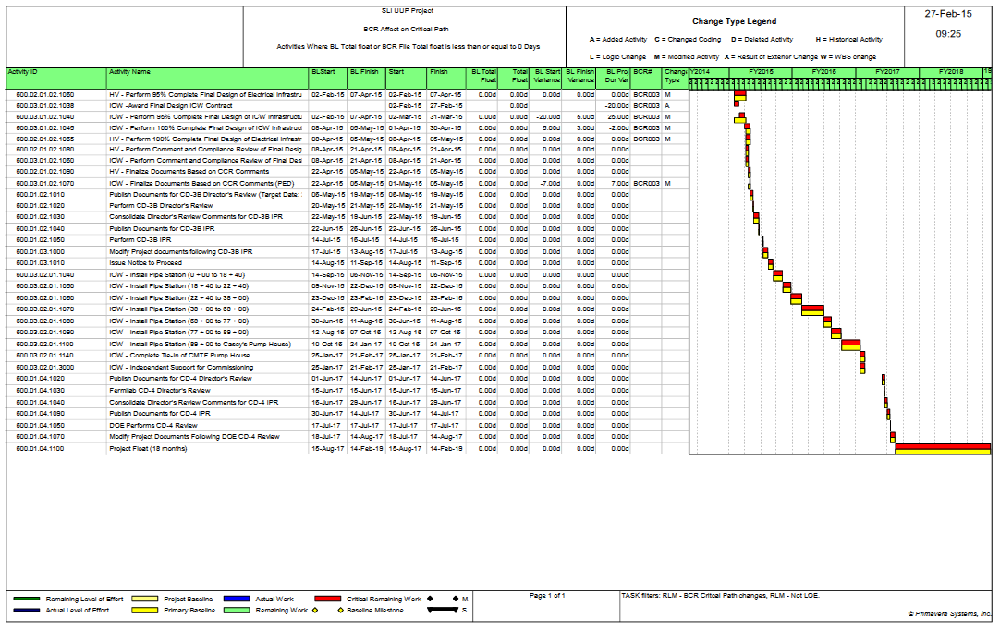 SLI UUP Project
BCR Affect on Critical Path
Activities Where BL Total float or BCR File Total float is less than or equal to 0 Days
Change Type Legend
A = Added Activity C = Changed Coding D = Deleted Activity H = Historical Activity
L = Logic Change M = Modified Activity X = Result of Exterior Change W = WBS change
27-Feb-15
09:25
Activity ID Activity Name BLStart BL Finish Start Finish BL Total Float Total Float BL Start Variance BL Finish Variance BL Proj Dur Var BCR# Change Type FY2015 FY2016 FY2017 FY2018
600.02.01.02.1060 HV - Perform 95% Complete Final Design of Electrical Infrastru 02-Feb-15 07-Apr-15 02-Feb-15 07-Apr-15 0.00d 0.00d 0.00d 0.00d 0.00d BCR003 M
600.03.01.02.1038 ICW -Award Final Design ICW Contract 02-Feb-15 27-Feb-15 0.00d -20.00d BCR003 A
600.03.01.02.1040 ICW - Perform 95% Complete Final Design of ICW Infrastructu 02-Feb-15 07-Apr-15 02-Mar-15 31-Mar-15 0.00d 0.00d -20.00d 5.00d 25.00d BCR003 M
600.03.01.02.1045 ICW - Perform 100% Complete Final Design of ICW Infrastruc 08-Apr-15 05-May-15 01-Apr-15 30-Apr-15 0.00d 0.00d 5.00d 3.00d -2.00d BCR003 M
600.02.01.02.1065 HV - Perform 100% Complete Final Design of Electrical Infrastr 08-Apr-15 05-May-15 08-Apr-15 05-May-15 0.00d 0.00d 0.00d 0.00d 0.00d BCR003 M
600.02.01.02.1080 HV - Perform Comment and Compliance Review of Final Desig 08-Apr-15 21-Apr-15 08-Apr-15 21-Apr-15 0.00d 0.00d 0.00d 0.00d 0.00d
600.03.01.02.1060 ICW - Perform Comment and Compliance Review of Final Des 08-Apr-15 21-Apr-15 08-Apr-15 21-Apr-15 0.00d 0.00d 0.00d 0.00d 0.00d
600.02.01.02.1090 HV - Finalize Documents Based on CCR Comments 22-Apr-15 05-May-15 22-Apr-15 05-May-15 0.00d 0.00d 0.00d 0.00d 0.00d
600.03.01.02.1070 ICW - Finalize Documents Based on CCR Comments (PED) 22-Apr-15 05-May-15 01-May-15 05-May-15 0.00d 0.00d -7.00d 0.00d 7.00d BCR003 M
600.01.02.1010 Publish Documents for CD-3B Director's Review (Target Date: 06-May-15 19-May-15 06-May-15 19-May-15 0.00d 0.00d 0.00d 0.00d 0.00d
600.01.02.1020 Perform CD-3B Director's Review 20-May-15 21-May-15 20-May-15 21-May-15 0.00d 0.00d 0.00d 0.00d 0.00d
600.01.02.1030 Consolidate Director's Review Comments for CD-3B IPR 22-May-15 19-Jun-15 22-May-15 19-Jun-15 0.00d 0.00d 0.00d 0.00d 0.00d
600.01.02.1040 Publish Documents for CD-3B IPR 22-Jun-15 26-Jun-15 22-Jun-15 26-Jun-15 0.00d 0.00d 0.00d 0.00d 0.00d
600.01.02.1050 Perform CD-3B IPR 14-Jul-15 16-Jul-15 14-Jul-15 16-Jul-15 0.00d 0.00d 0.00d 0.00d 0.00d
600.01.03.1000 Modify Project documents following CD-3B IPR 17-Jul-15 13-Aug-15 17-Jul-15 13-Aug-15 0.00d 0.00d 0.00d 0.00d 0.00d
600.01.03.1010 Issue Notice to Proceed 14-Aug-15 11-Sep-15 14-Aug-15 11-Sep-15 0.00d 0.00d 0.00d 0.00d 0.00d
600.03.02.01.1040 ICW - Install Pipe Station (0 + 00 to 18 + 40) 14-Sep-15 06-Nov-15 14-Sep-15 06-Nov-15 0.00d 0.00d 0.00d 0.00d 0.00d
600.03.02.01.1050 ICW - Install Pipe Station (18 + 40 to 22 + 40) 09-Nov-15 22-Dec-15 09-Nov-15 22-Dec-15 0.00d 0.00d 0.00d 0.00d 0.00d
600.03.02.01.1060 ICW - Install Pipe Station (22 + 40 to 38 + 00) 23-Dec-15 23-Feb-16 23-Dec-15 23-Feb-16 0.00d 0.00d 0.00d 0.00d 0.00d
600.03.02.01.1070 ICW - Install Pipe Station (38 + 00 to 68 + 00) 24-Feb-16 29-Jun-16 24-Feb-16 29-Jun-16 0.00d 0.00d 0.00d 0.00d 0.00d
600.03.02.01.1080 ICW - Install Pipe Station (68 + 00 to 77 + 00) 30-Jun-16 11-Aug-16 30-Jun-16 11-Aug-16 0.00d 0.00d 0.00d 0.00d 0.00d
600.03.02.01.1090 ICW - Install Pipe Station (77 + 00 to 89 + 00) 12-Aug-16 07-Oct-16 12-Aug-16 07-Oct-16 0.00d 0.00d 0.00d 0.00d 0.00d
600.03.02.01.1100 ICW - Install Pipe Station (89 + 00 to Casey's Pump House) 10-Oct-16 24-Jan-17 10-Oct-16 24-Jan-17 0.00d 0.00d 0.00d 0.00d 0.00d
600.03.02.01.1140 ICW - Complete Tie-In of CMTF Pump House 25-Jan-17 21-Feb-17 25-Jan-17 21-Feb-17 0.00d 0.00d 0.00d 0.00d 0.00d
600.03.02.01.3000 ICW - Independent Support for Commissioning 25-Jan-17 21-Feb-17 25-Jan-17 21-Feb-17 0.00d 0.00d 0.00d 0.00d 0.00d
600.01.04.1020 Publish Documents for CD-4 Director's Review 01-Jun-17 14-Jun-17 01-Jun-17 14-Jun-17 0.00d 0.00d 0.00d 0.00d 0.00d
600.01.04.1030 Fermilab CD-4 Director's Review 15-Jun-17 15-Jun-17 15-Jun-17 15-Jun-17 0.00d 0.00d 0.00d 0.00d 0.00d
600.01.04.1040 Consolidate Director's Review Comments for CD-4 IPR 16-Jun-17 29-Jun-17 16-Jun-17 29-Jun-17 0.00d 0.00d 0.00d 0.00d 0.00d
600.01.04.1090 Publish Documents for CD-4 IPR 30-Jun-17 14-Jul-17 30-Jun-17 14-Jul-17 0.00d 0.00d 0.00d 0.00d 0.00d
600.01.04.1050 DOE Performs CD-4 Review 17-Jul-17 17-Jul-17 17-Jul-17 17-Jul-17 0.00d 0.00d 0.00d 0.00d 0.00d
600.01.04.1070 Modify Project Documents Following DOE CD-4 Review 18-Jul-17 14-Aug-17 18-Jul-17 14-Aug-17 0.00d 0.00d 0.00d 0.00d 0.00d
600.01.04.1100 Project Float (18 months) 15-Aug-17 14-Feb-19 15-Aug-17 14-Feb-19 0.00d 0.00d 0.00d 0.00d 0.00d
Remaining Level of Effort Project Baseline Actual Work Critical Remaining Work M.
Actual Level of Effort Primary Baseline Remaining Work Baseline Milestone S.
Page 1 of 1
TASK filters: RLM - BCR Critcal Path changes, RLM - Not LOE.
© Primavera Systems, Inc.